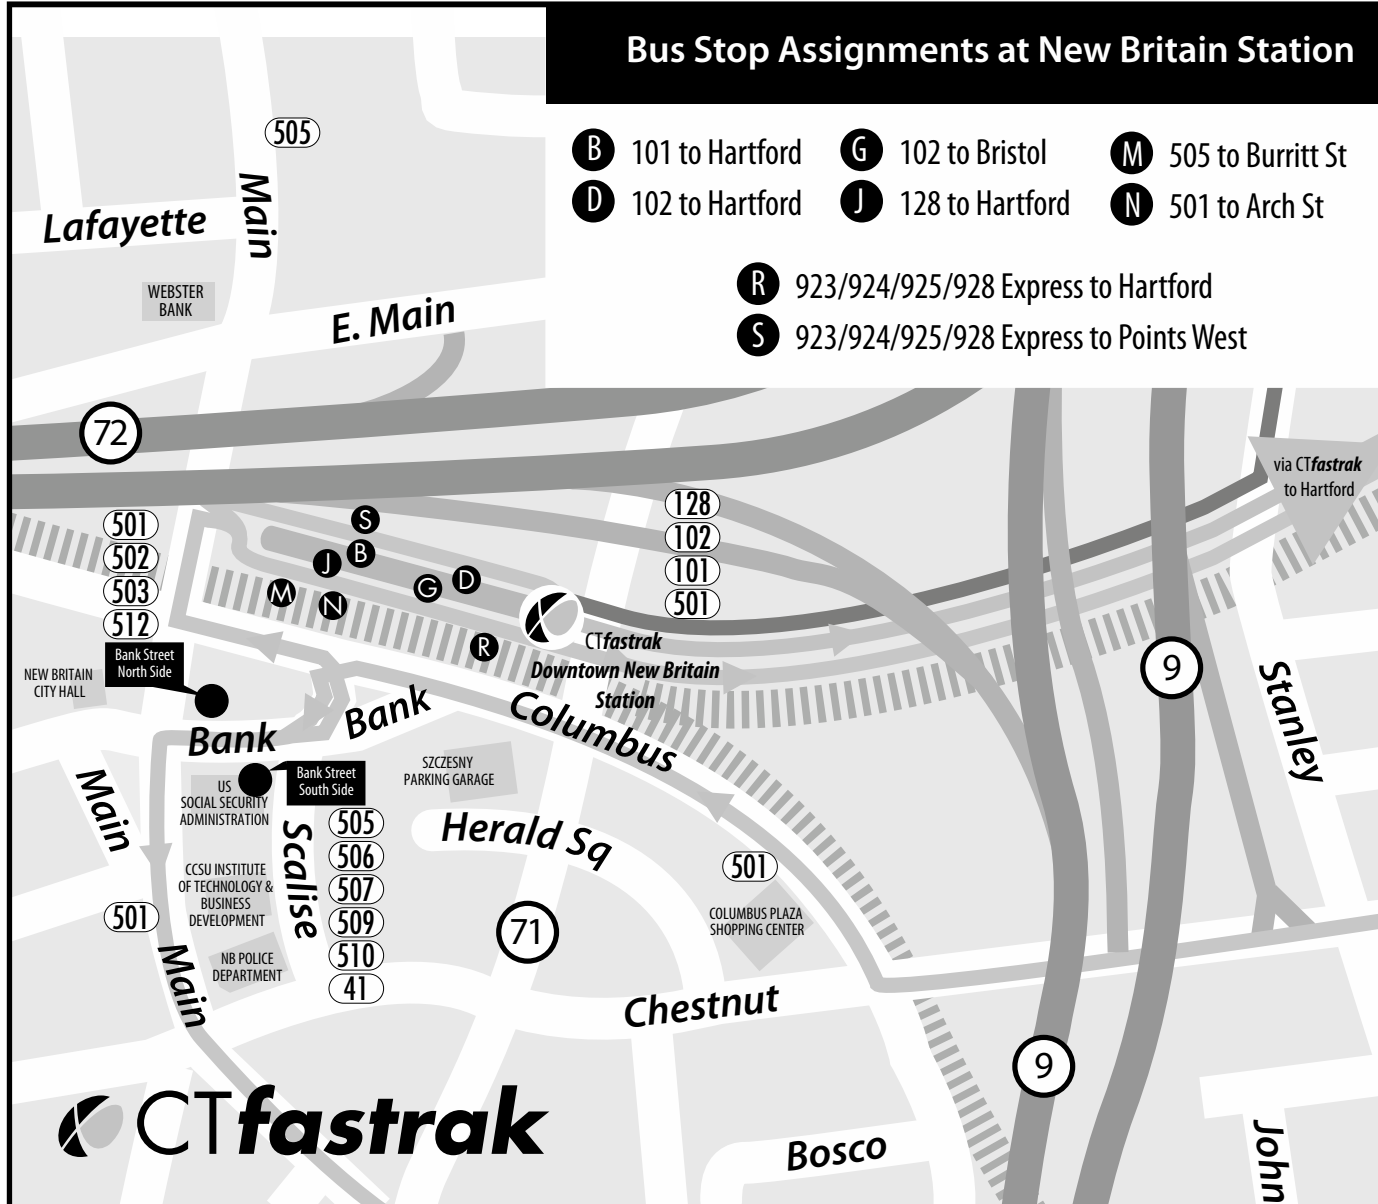 Bus Stop Assignments at New Britain Station
B 101 to Hartford
G 102 to Bristol
M 505 to Burritt St
D 102 to Hartford
J 128 to Hartford
N 501 to Arch St
R 923/924/925/928 Express to Hartford
S 923/924/925/928 Express to Points West
505
Main
Lafayette
WEBSTER
BANK
E. Main
72
via CTfastrak
to Hartford
128
102
101
501
501
502
503
512
S
B
J
G
D
M
N
R
CTfastrak
Downtown New Britain
Station
Bank Street
North Side
NEW BRITAIN
CITY HALL
9
Stanley
Bank
Bank
Columbus
Bank Street
South Side
SZCZESNY
PARKING GARAGE
Main
US
SOCIAL SECURITY
ADMINISTRATION
Scalise
505
506
507
509
510
41
Herald Sq
501
CCSU INSTITUTE
OF TECHNOLOGY &
BUSINESS
DEVELOPMENT
501
COLUMBUS PLAZA
SHOPPING CENTER
71
Main
NB POLICE
DEPARTMENT
Chestnut
9
CTfastrak
Bosco
John